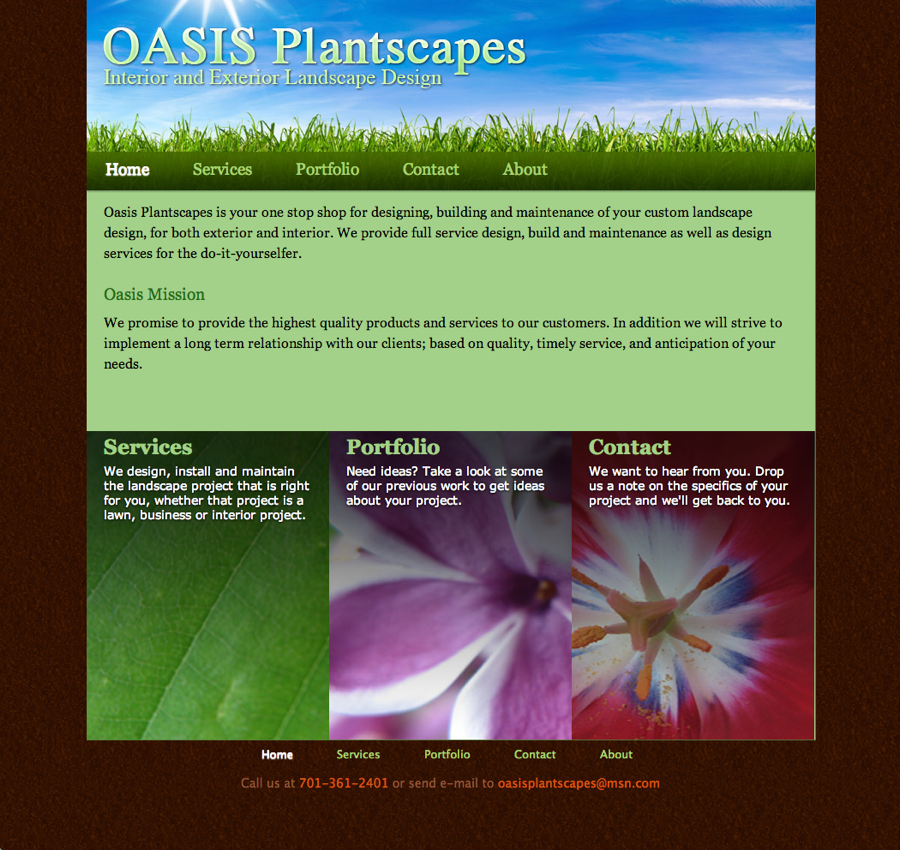 OASIS Plantscapes
Interior and Exterior Landscape Design
Home Services Portfolio Contact About
Oasis Plantscapes is your one stop shop for designing, building and maintenance of your custom landscape
design, for both exterior and interior. We provide full service design, build and maintenance as well as design
services for the do-it-yourselfer.
Oasis Mission
We promise to provide the highest quality products and services to our customers. In addition we will strive to
implement a long term relationship with our clients; based on quality, timely service, and anticipation of your
needs.
Services
We design, install and maintain
the landscape project that is right
for you, whether that project is a
lawn, business or interior project.
Portfolio
Need ideas? Take a look at some
of our previous work to get ideas
about your project.
Contact
We want to hear from you. Drop
us a note on the specifics of your
project and we'll get back to you.
Home Services Portfolio Contact About
Call us at 701-361-2401 or send e-mail to oasisplantscapes@msn.com